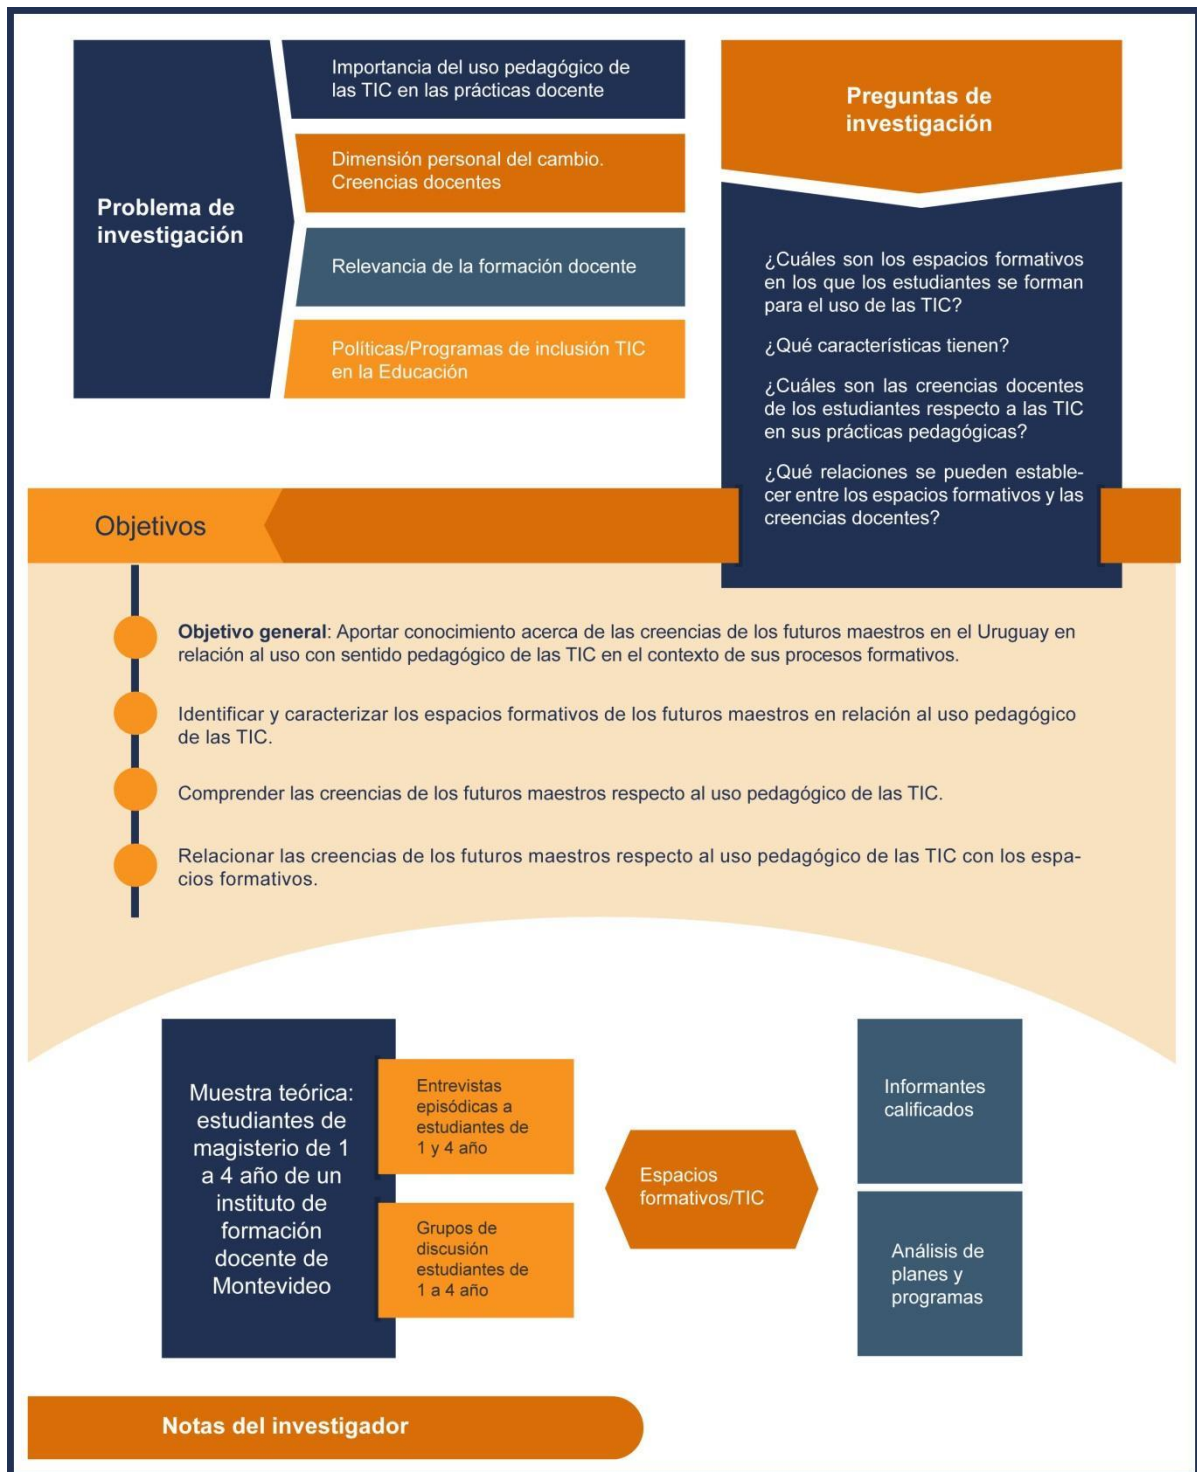 Problema de
investigación
Importancia del uso pedagógico de
las TIC en las prácticas docente
Dimensión personal del cambio.
Creencias docentes
Relevancia de la formación docente
Políticas/Programas de inclusión TIC
en la Educación
Preguntas de
investigación
¿Cuáles son los espacios formativos
en los que los estudiantes se forman
para el uso de las TIC?
¿Qué características tienen?
¿Cuáles son las creencias docentes
de los estudiantes respecto a las TIC
en sus prácticas pedagógicas?
¿Qué relaciones se pueden estable-
cer entre los espacios formativos y las
creencias docentes?
Objetivos
Objetivo general: Aportar conocimiento acerca de las creencias de los futuros maestros en el Uruguay en
relación al uso con sentido pedagógico de las TIC en el contexto de sus procesos formativos.
Identificar y caracterizar los espacios formativos de los futuros maestros en relación al uso pedagógico
de las TIC.
Comprender las creencias de los futuros maestros respecto al uso pedagógico de las TIC.
Relacionar las creencias de los futuros maestros respecto al uso pedagógico de las TIC con los espa-
cios formativos.
Muestra teórica:
estudiantes de
magisterio de 1
a 4 año de un
instituto de
formación
docente de
Montevideo
Entrevistas
episódicas a
estudiantes de
1 y 4 año
Grupos de
discusión
estudiantes de
1 a 4 año
Espacios
formativos/TIC
Informantes
calificados
Análisis de
planes y
programas
Notas del investigador